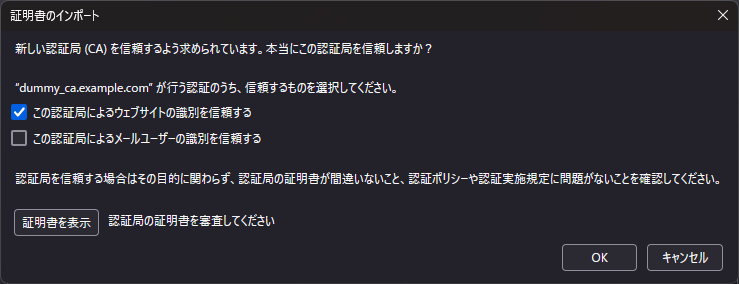 証明書のインポート
新しい認証局 (CA) を信頼するよう求められています。本当にこの認証局を信頼しますか？
“dummy_ca.example.com” が行う認証のうち、信頼するものを選択してください。
この認証局によるウェブサイトの識別を信頼する
この認証局によるメールユーザーの識別を信頼する
認証局を信頼する場合はその目的に関わらず、認証局の証明書が間違いないこと、認証ポリシーや認証実施規定に問題がないことを確認してください。
証明書を表示 認証局の証明書を審査してください
OK キャンセル